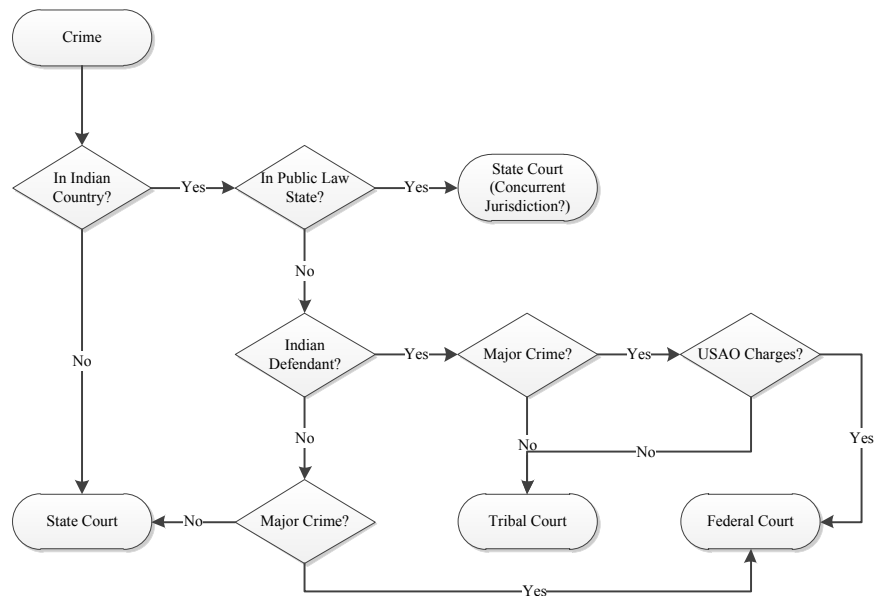 Crime
In Indian
Country?
Yes
In Public Law
State?
Yes
State Court
(Concurrent
Jurisdiction?)
No
No
Indian
Defendant?
Yes
Major Crime?
Yes
USAO Charges?
Yes
No
No
No
State Court
No
Major Crime?
Tribal Court
Federal Court
Yes